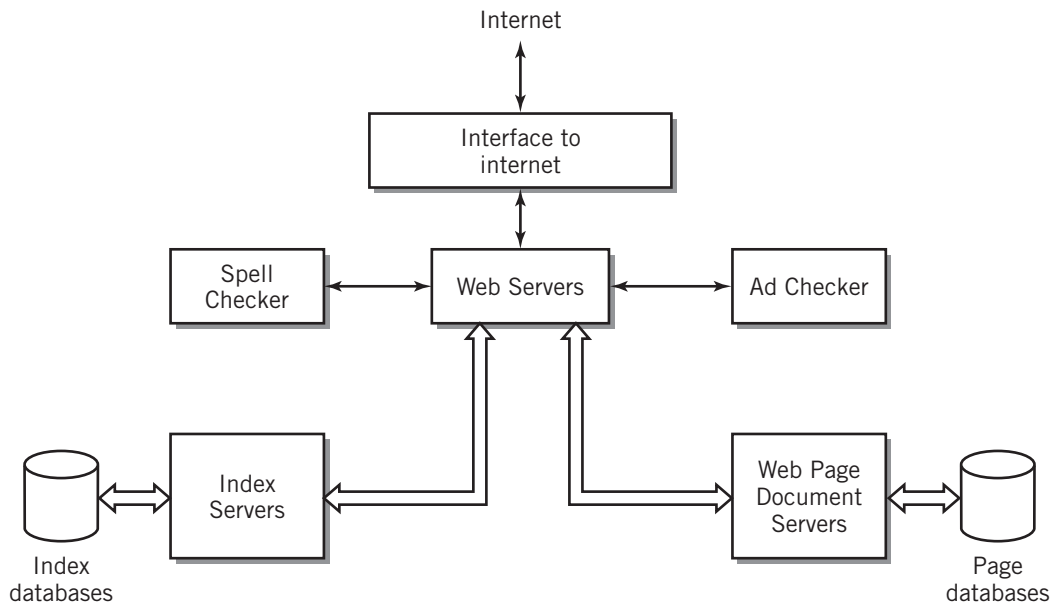 Internet
Interface to
internet
Spell
Checker
Web Servers
Ad Checker
Index
Servers
Web Page
Document
Servers
Index
databases
Page
databases